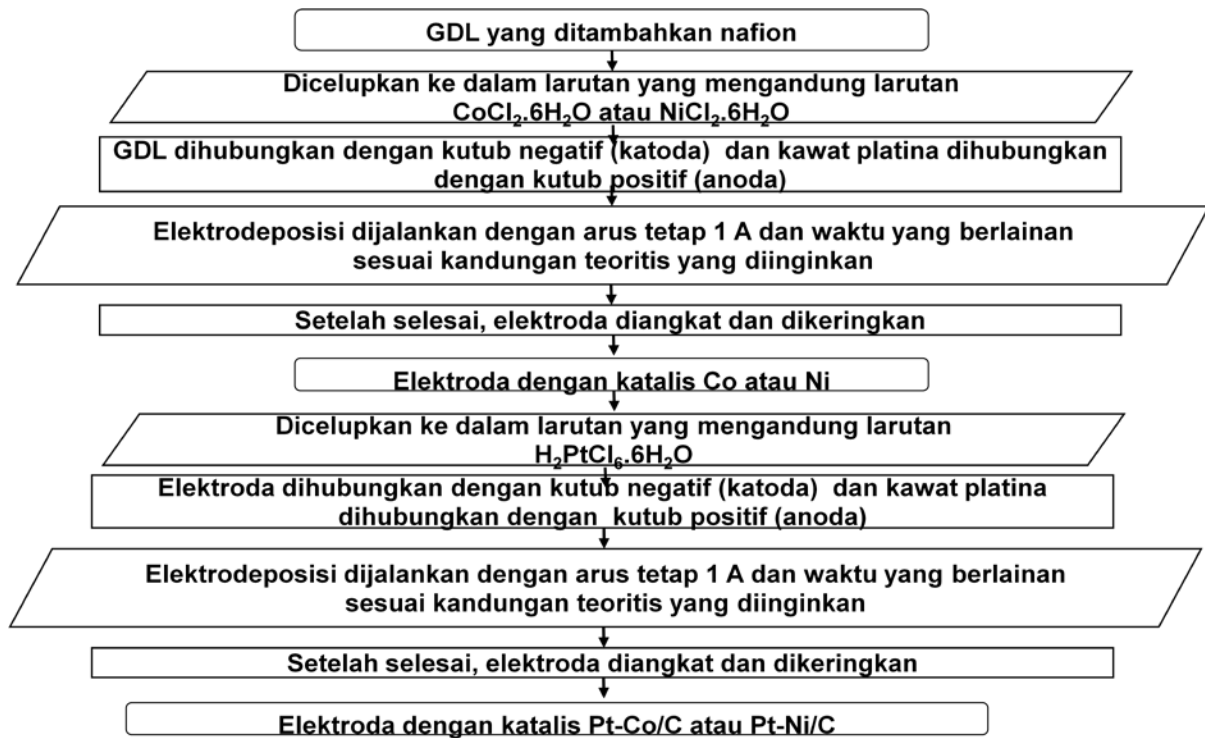 GDL yang ditambahkan nafion
Dicelupkan ke dalam larutan yang mengandung larutan
CoCl₂.6H₂O atau NiCl₂.6H₂O
GDL dihubungkan dengan kutub negatif (katoda) dan kawat platina dihubungkan
dengan kutub positif (anoda)
Elektrodeposisi dijalankan dengan arus tetap 1 A dan waktu yang berlainan
sesuai kandungan teoritis yang diinginkan
Setelah selesai, elektroda diangkat dan dikeringkan
Elektroda dengan katalis Co atau Ni
Dicelupkan ke dalam larutan yang mengandung larutan
H₂PtCl₆.6H₂O
Elektroda dihubungkan dengan kutub negatif (katoda) dan kawat platina
dihubungkan dengan kutub positif (anoda)
Elektrodeposisi dijalankan dengan arus tetap 1 A dan waktu yang berlainan
sesuai kandungan teoritis yang diinginkan
Setelah selesai, elektroda diangkat dan dikeringkan
Elektroda dengan katalis Pt-Co/C atau Pt-Ni/C